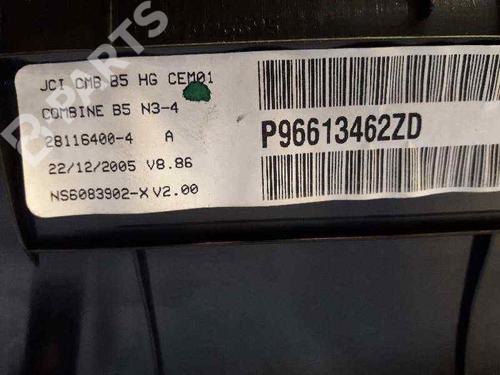 JCI CMB B5 HG CEM01
COMBINE B5 N3-4
28116400-4 A
22/12/2005 V8.86
NS6083902-X V2.00
P96613462ZD
B PARTS